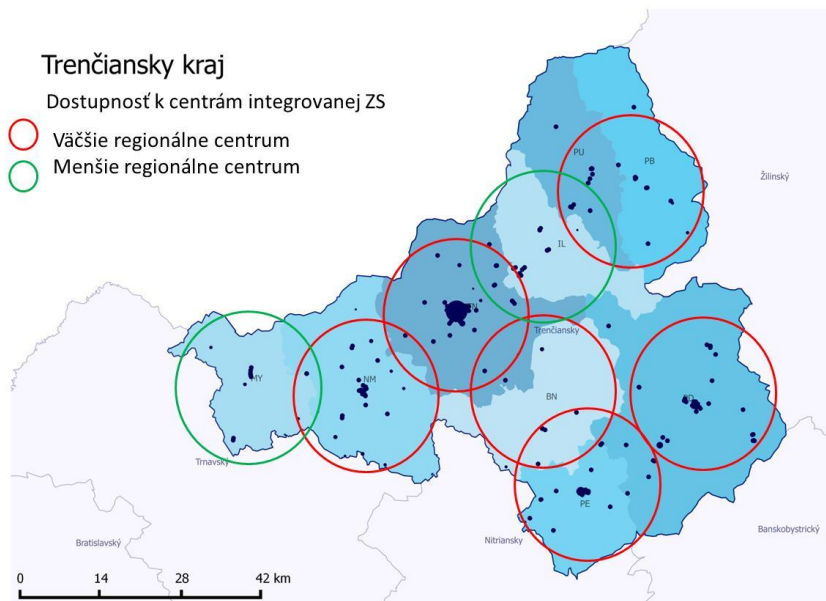 Trenčiansky kraj
Dostupnosť k centrám integrovanej ZS
Väčšie regionálne centrum
Menšie regionálne centrum
PU
PB
Žilinský
IL
Trenčiansky
MY
NM
BN
Trnavský
PE
Bratislavský
Nitriansky
Banskobystrický
0 14 28 42 km